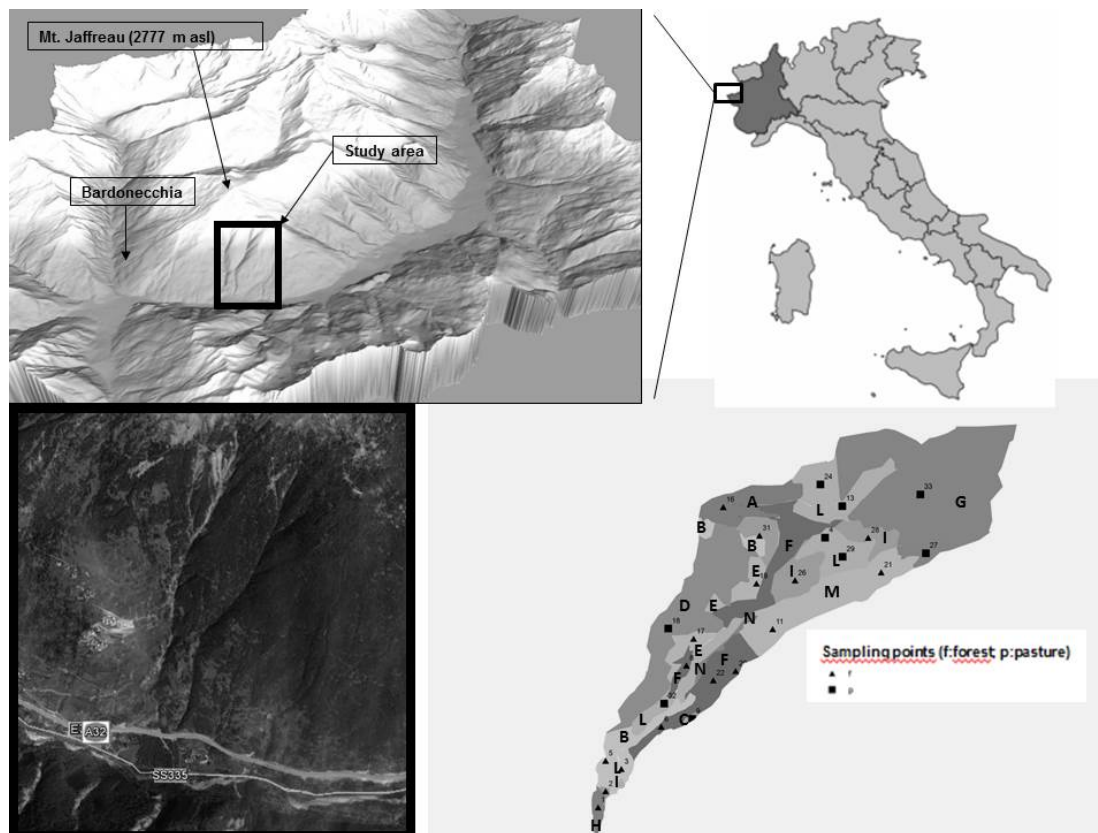 Mt. Jaffreau (2777 m asl)
Study area
Bardonecchia
A32
SS335
24
33
13
G
16
A
L
B
31
B
F
4
28
I
27
29
L
I
26
21
E
M
D
E
N
18
11
17
E
F
N
F
22
L
B
5
L
3
I
2
H
Sampling points (f:forest; p:pasture)
f
p